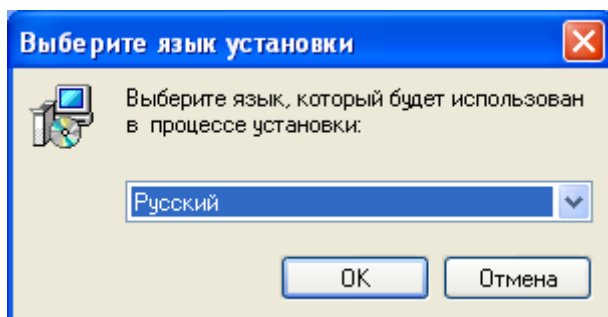 Выберите язык установки
Выберите язык, который будет использован
в процессе установки:
Русский
OK
Отмена